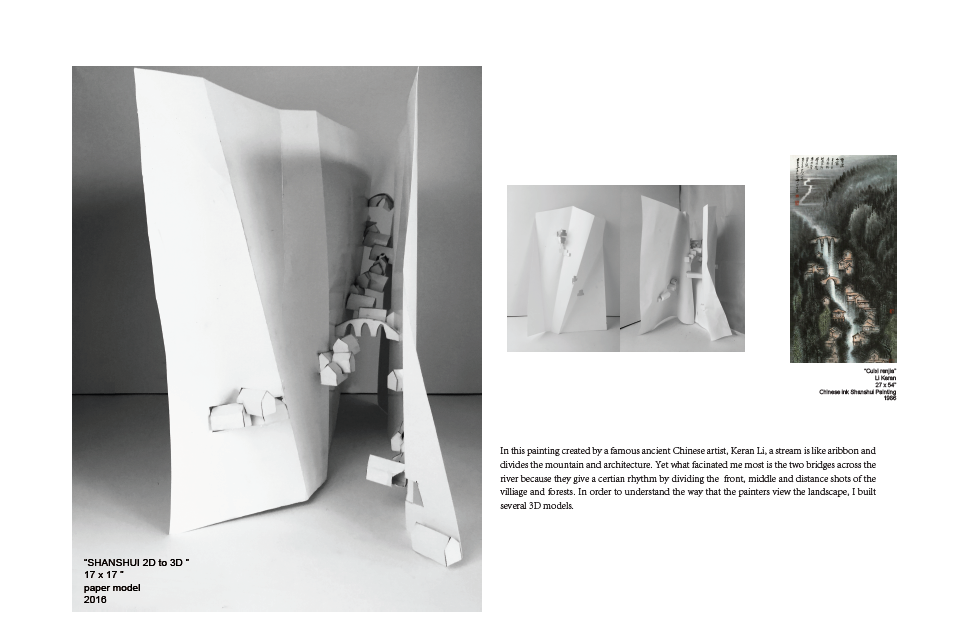 "SHANSHUI 2D to 3D "
17 x 17 "
paper model
2016
"Cuixi renjia"
Li Keran
27 x 54"
Chinese ink Shanshui Painting
1986
In this painting created by a famous ancient Chinese artist, Keran Li, a stream is like aribbon and
divides the mountain and architecture. Yet what facinated me most is the two bridges across the
river because they give a certian rhythm by dividing the front, middle and distance shots of the
villiage and forests. In order to understand the way that the painters view the landscape, I built
several 3D models.